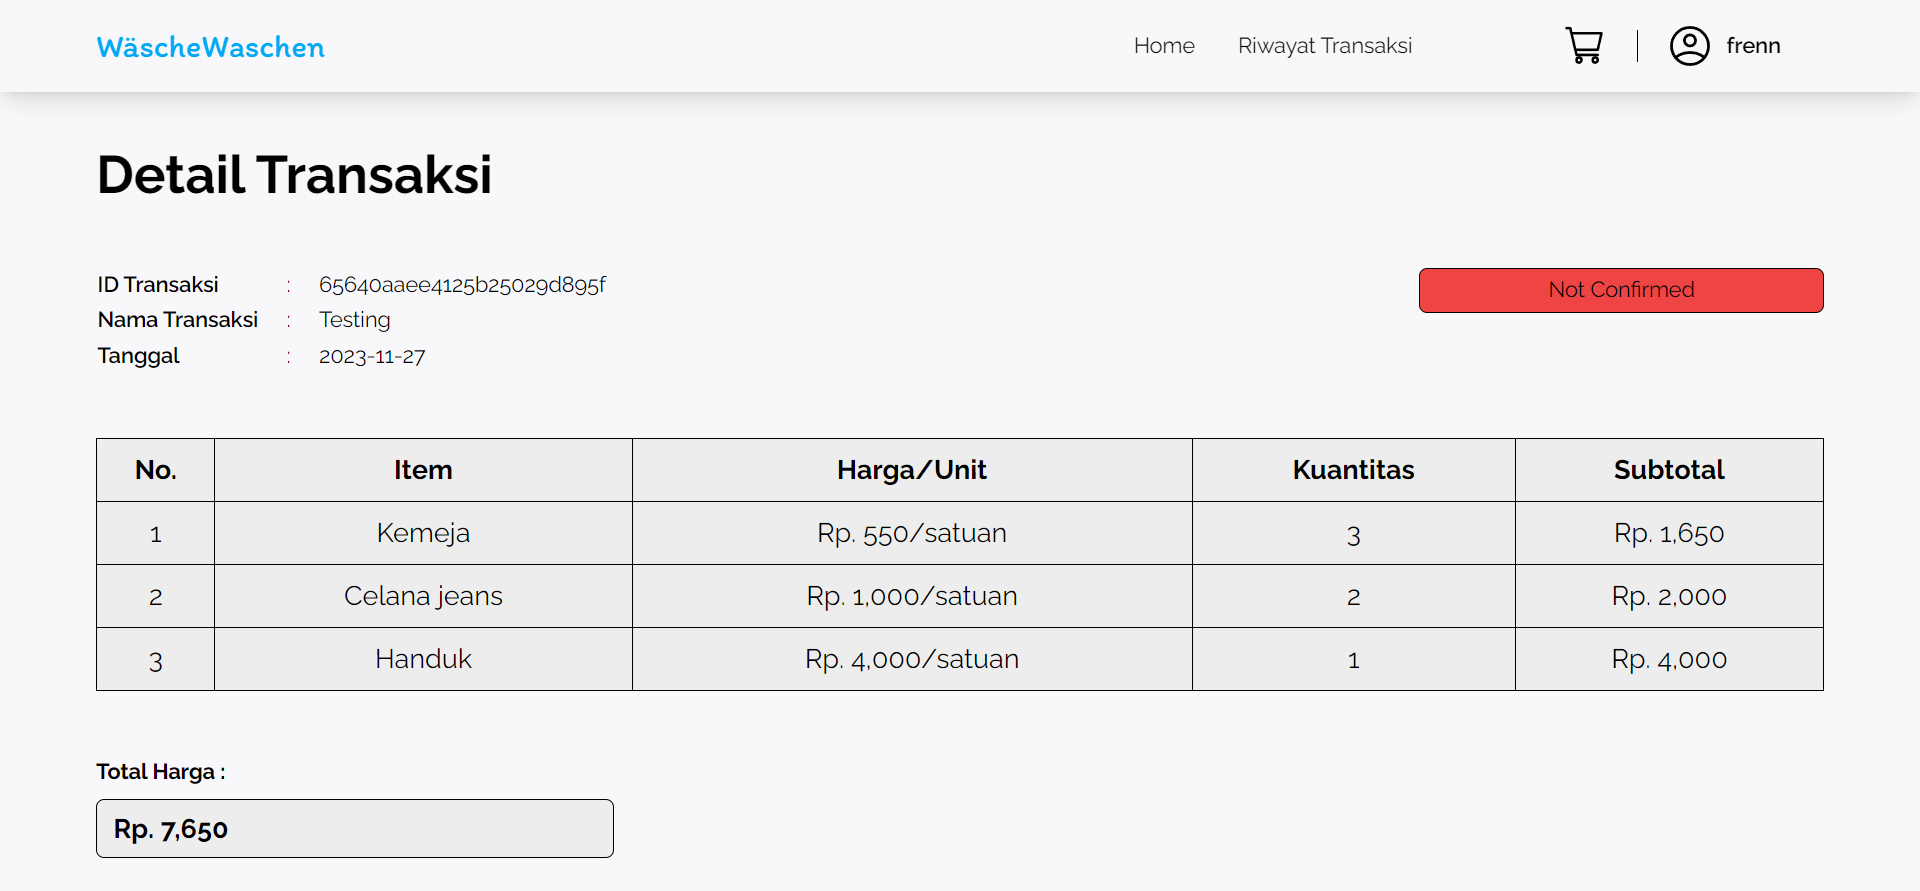 WäscheWaschen Home Riwayat Transaksi frenn
Detail Transaksi
ID Transaksi : 65640aaee4125b25029d895f Not Confirmed
Nama Transaksi : Testing
Tanggal : 2023-11-27
No. Item Harga/Unit Kuantitas Subtotal
1 Kemeja Rp. 550/satuan 3 Rp. 1,650
2 Celana jeans Rp. 1,000/satuan 2 Rp. 2,000
3 Handuk Rp. 4,000/satuan 1 Rp. 4,000
Total Harga :
Rp. 7,650